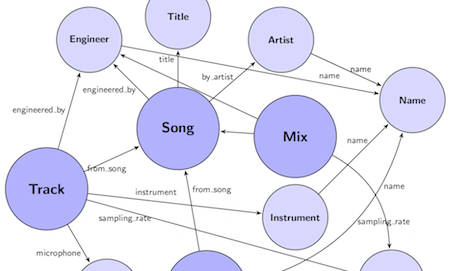 Title
Engineer
Artist
title
name
name
by_artist
engineered_by
Name
engineered_by
Song
Mix
name
from_song
Track
instrument
from_song
name
Instrument
sampling_rate
sampling_rate
microphone